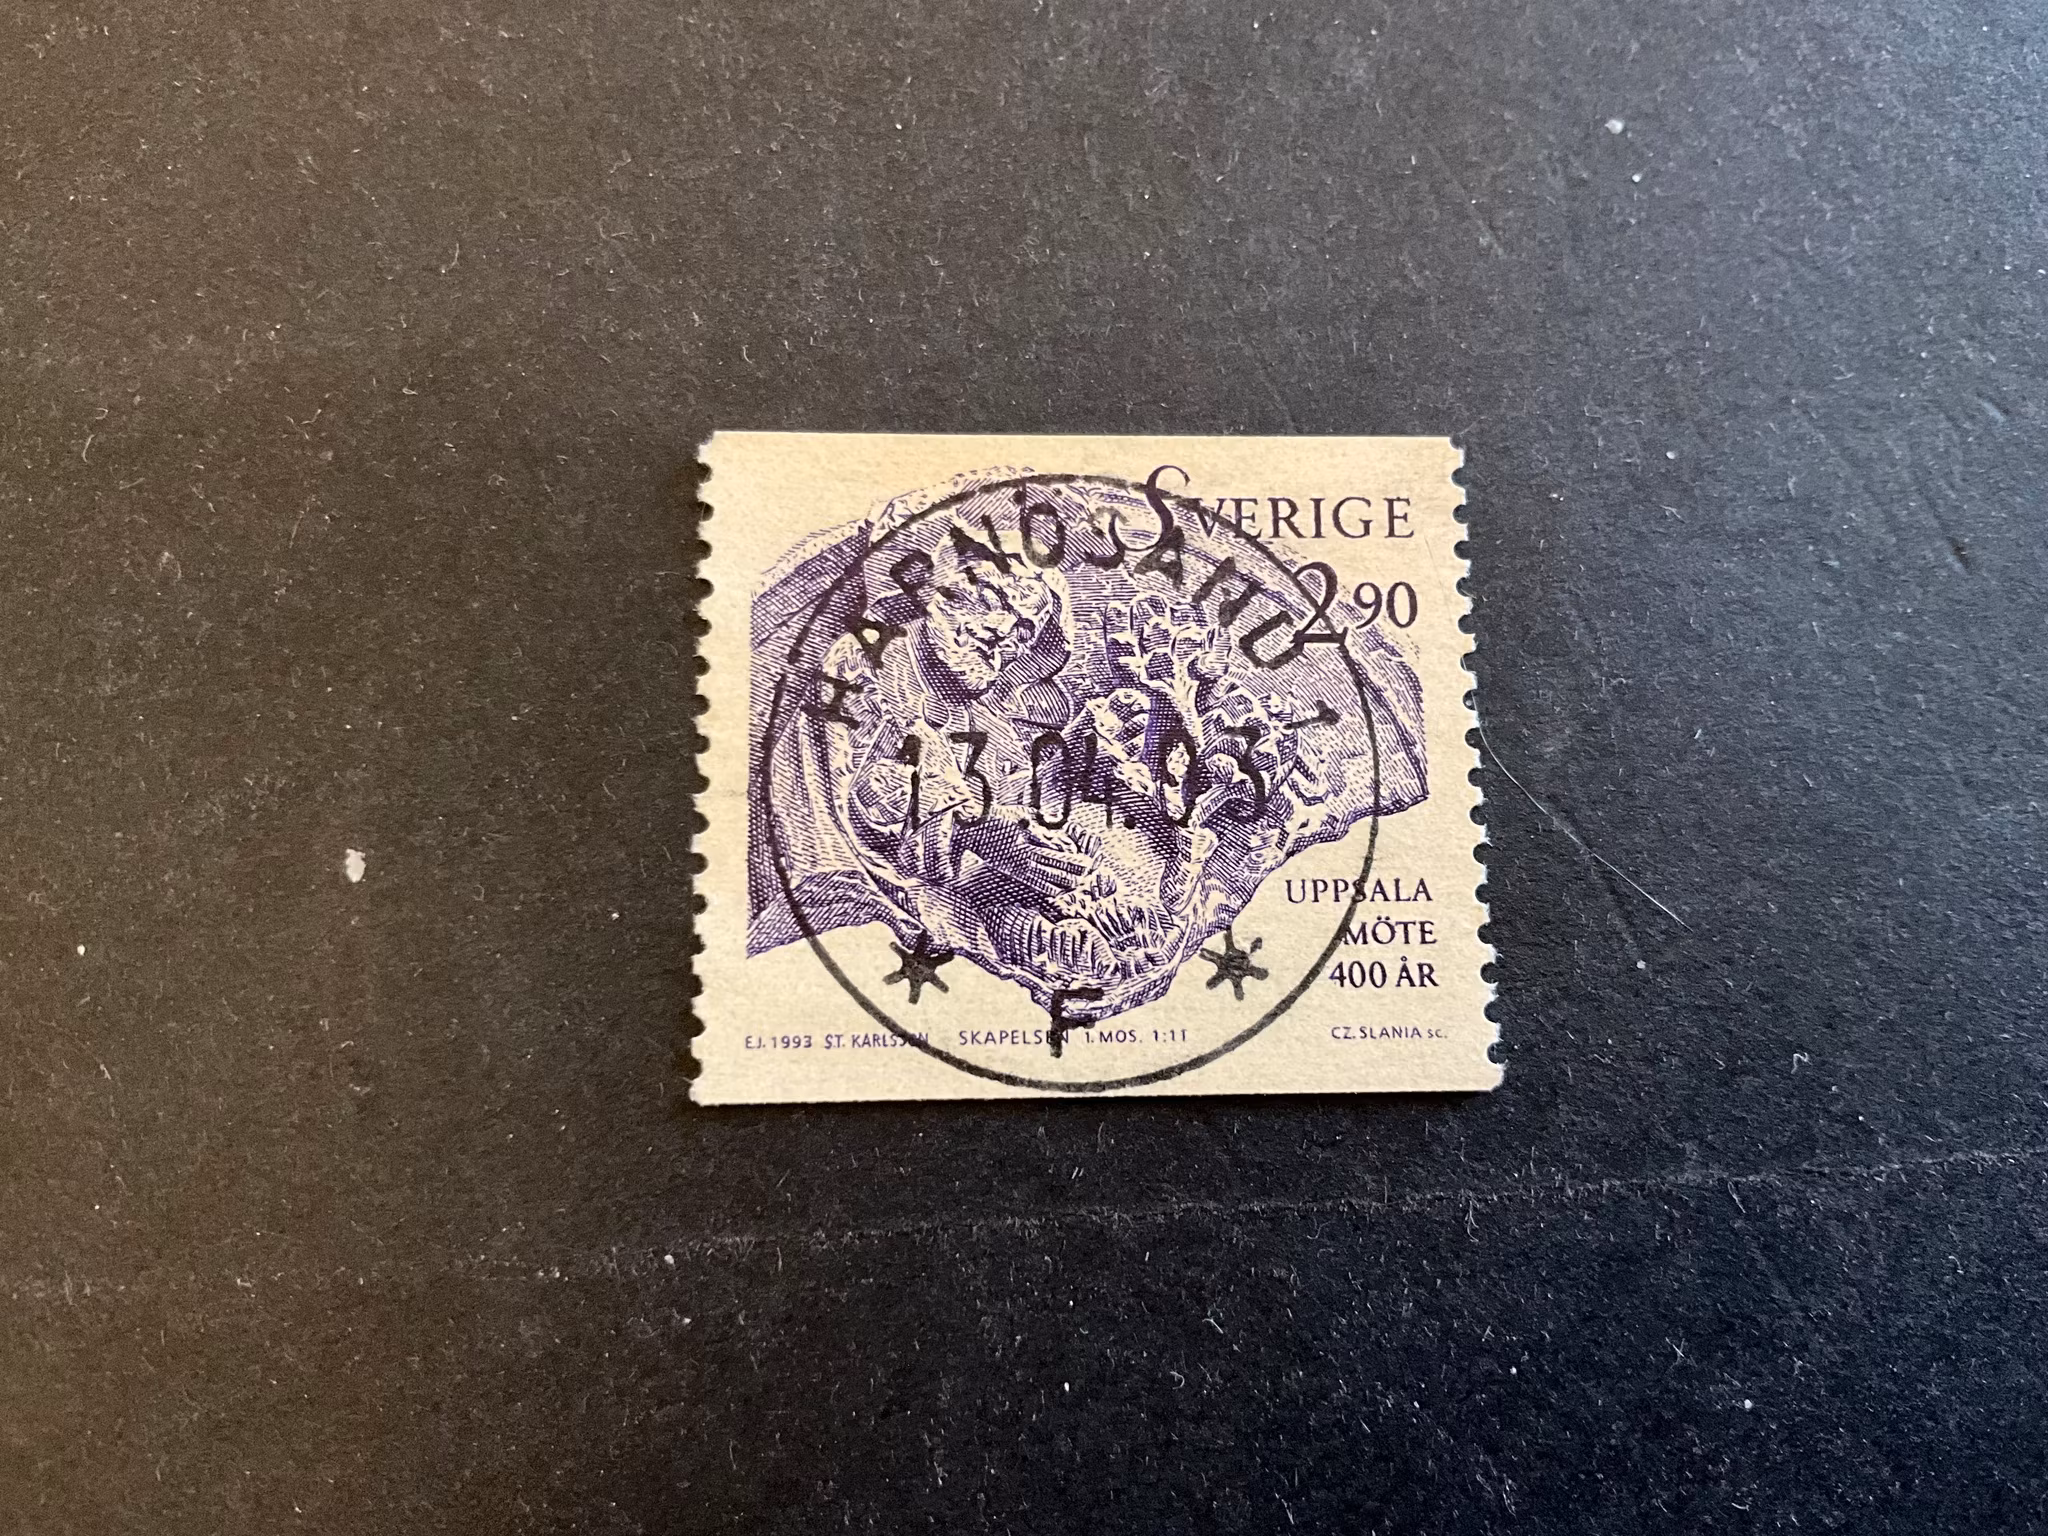 SVERIGE
2,90
HÄRNÖSAND 1
13.04.93
UPPSALA
MÖTE
400 ÅR
F
EJ. 1993 ST. KARLSSON SKAPELSEN 1. MOS. 1:11 CZ. SLANIA SC.